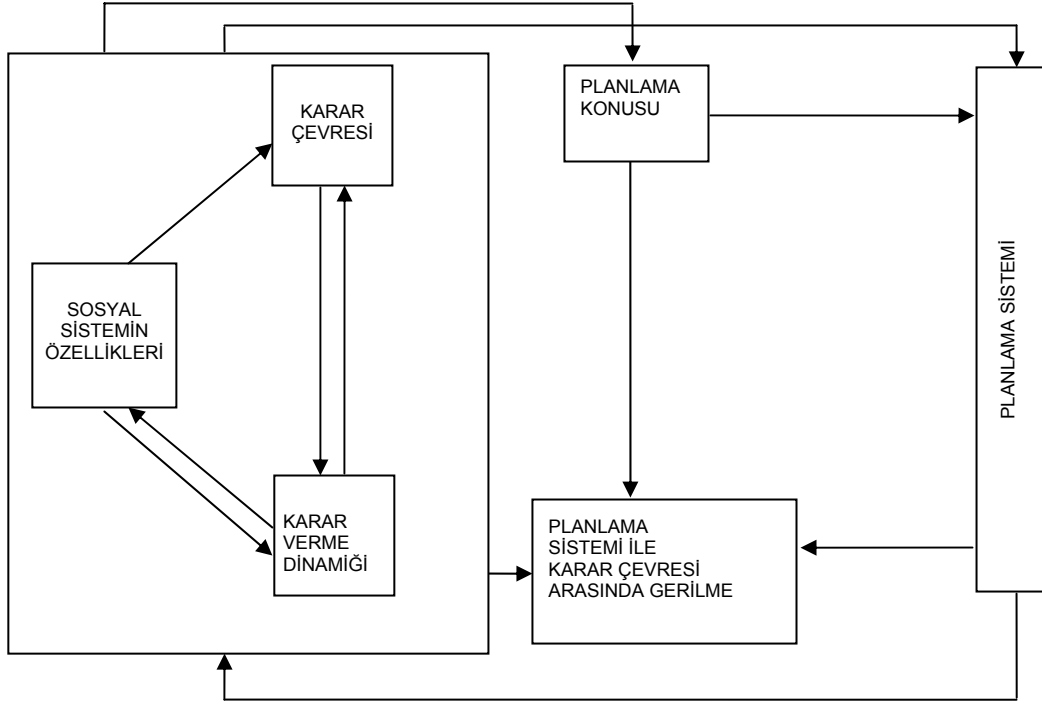 KARAR
ÇEVRESİ
PLANLAMA
KONUSU
SOSYAL
SİSTEMİN
ÖZELLİKLERİ
KARAR
VERME
DİNAMİĞİ
PLANLAMA
SİSTEMİ İLE
KARAR ÇEVRESİ
ARASINDA GERİLME
PLANLAMA SİSTEMİ